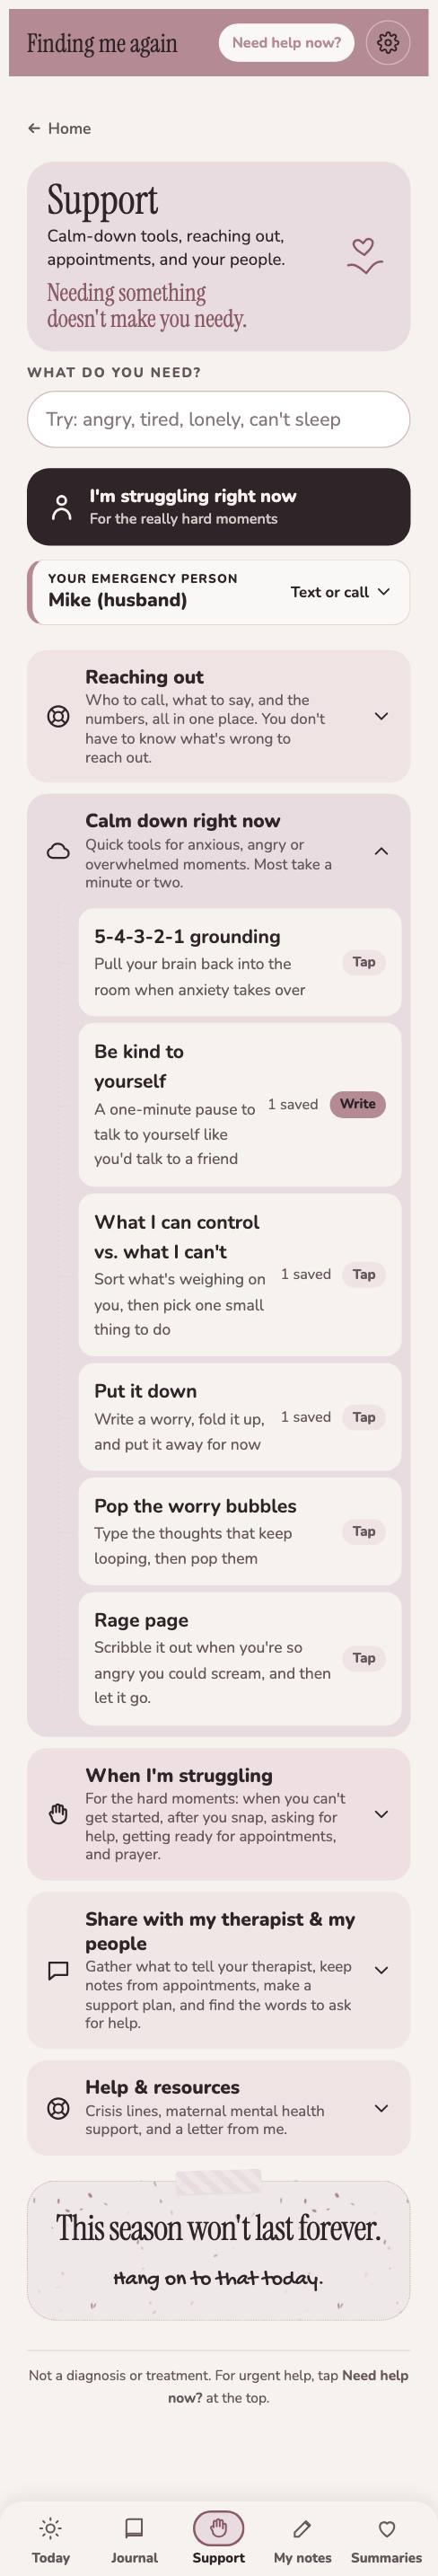 Finding me again
Need help now?
← Home
Support
Calm-down tools, reaching out,
appointments, and your people.
Needing something
doesn't make you needy.
WHAT DO YOU NEED?
Try: angry, tired, lonely, can't sleep
I'm struggling right now
For the really hard moments
YOUR EMERGENCY PERSON
Mike (husband)
Text or call
Reaching out
Who to call, what to say, and the
numbers, all in one place. You don't
have to know what's wrong to
reach out.
Calm down right now
Quick tools for anxious, angry or
overwhelmed moments. Most take a
minute or two.
5-4-3-2-1 grounding
Pull your brain back into the
room when anxiety takes over
Tap
Be kind to
yourself
A one-minute pause to
talk to yourself like
you'd talk to a friend
1 saved
Write
What I can control
vs. what I can't
Sort what's weighing on
you, then pick one small
thing to do
1 saved
Tap
Put it down
Write a worry, fold it up,
and put it away for now
1 saved
Tap
Pop the worry bubbles
Type the thoughts that keep
looping, then pop them
Tap
Rage page
Scribble it out when you're so
angry you could scream, and then
let it go.
Tap
When I'm struggling
For the hard moments: when you can't
get started, after you snap, asking for
help, getting ready for appointments,
and prayer.
Share with my therapist & my
people
Gather what to tell your therapist, keep
notes from appointments, make a
support plan, and find the words to ask
for help.
Help & resources
Crisis lines, maternal mental health
support, and a letter from me.
This season won't last forever.
Hang on to that today.
Not a diagnosis or treatment. For urgent help, tap Need help
now? at the top.
Today
Journal
Support
My notes
Summaries